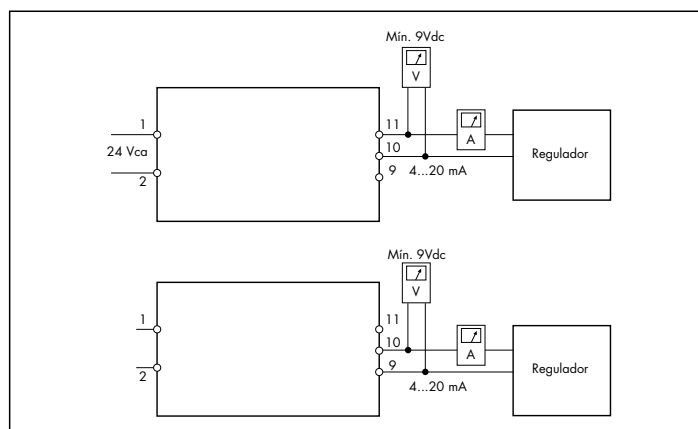 Mín. 9Vdc
V
1
11
A
24 Vca
10
Regulador
2
9
4...20 mA
Mín. 9Vdc
V
1
11
10
A
2
9
Regulador
4...20 mA